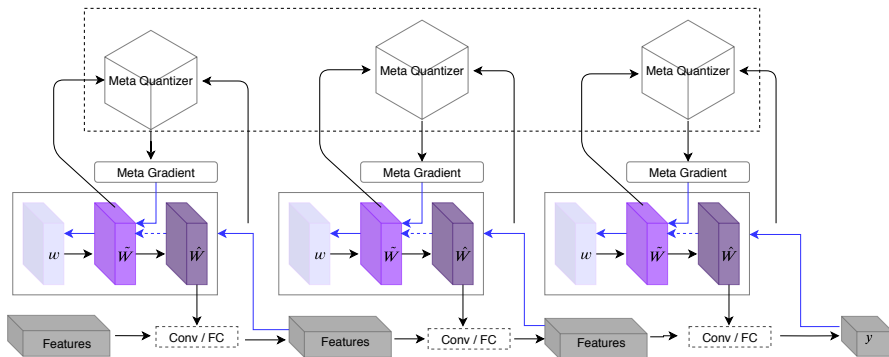 Meta Quantizer Meta Quantizer Meta Quantizer
Meta Gradient Meta Gradient Meta Gradient
w W̃ Ŵ w W̃ Ŵ w W̃ Ŵ
Features Conv / FC Features Conv / FC Features Conv / FC y